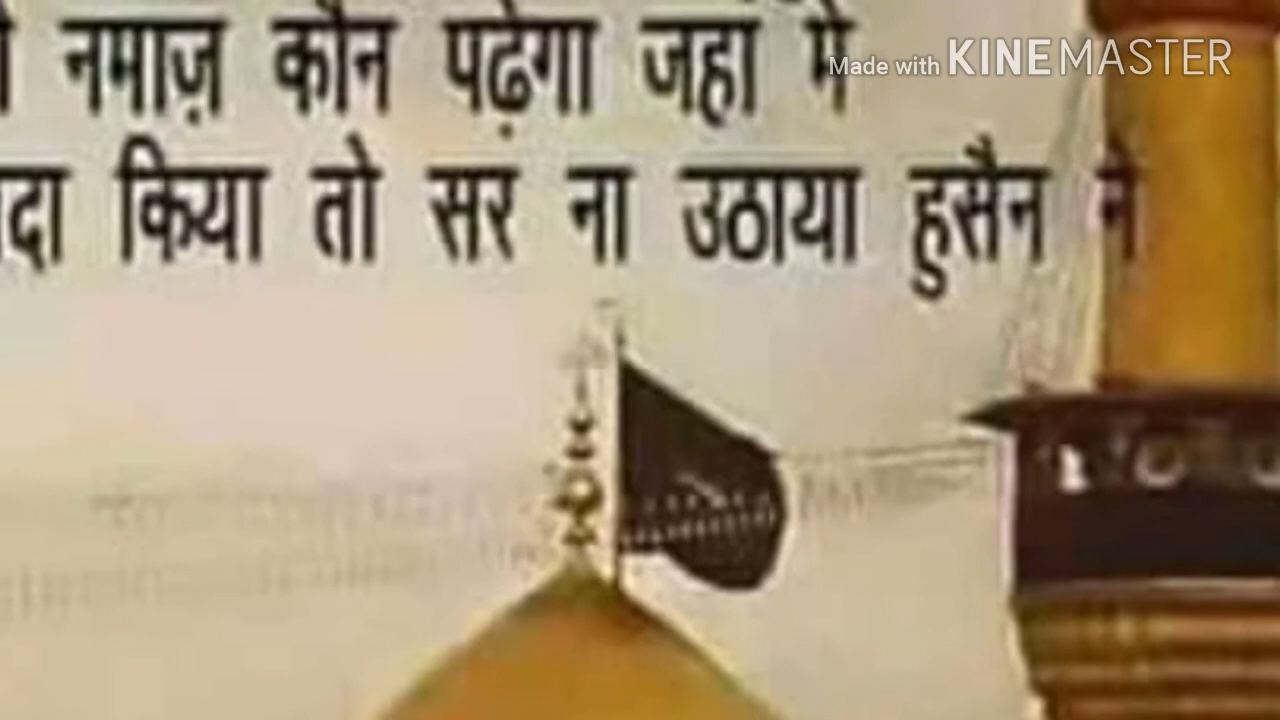 नमाज़ कौन पढ़ेगा जहाँ में
किया तो सर ना उठाया हुसैन ने
Made with KINEMASTER